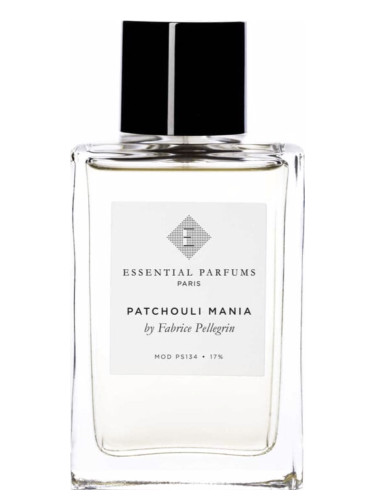 E
ESSENTIAL PARFUMS
PARIS
PATCHOULI MANIA
by Fabrice Pellegrin
MOD PS134 • 17%